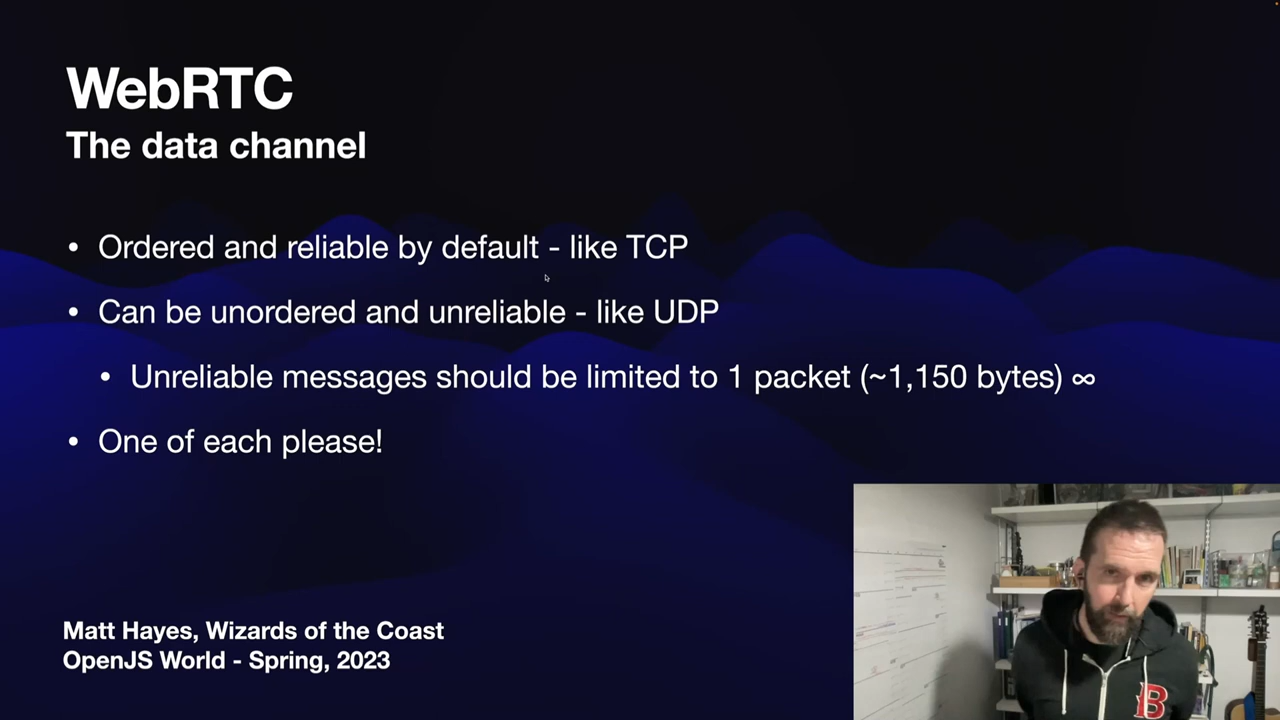 WebRTC
The data channel
• Ordered and reliable by default - like TCP
• Can be unordered and unreliable - like UDP
• Unreliable messages should be limited to 1 packet (~1,150 bytes) ∞
• One of each please!
Matt Hayes, Wizards of the Coast
OpenJS World - Spring, 2023
B